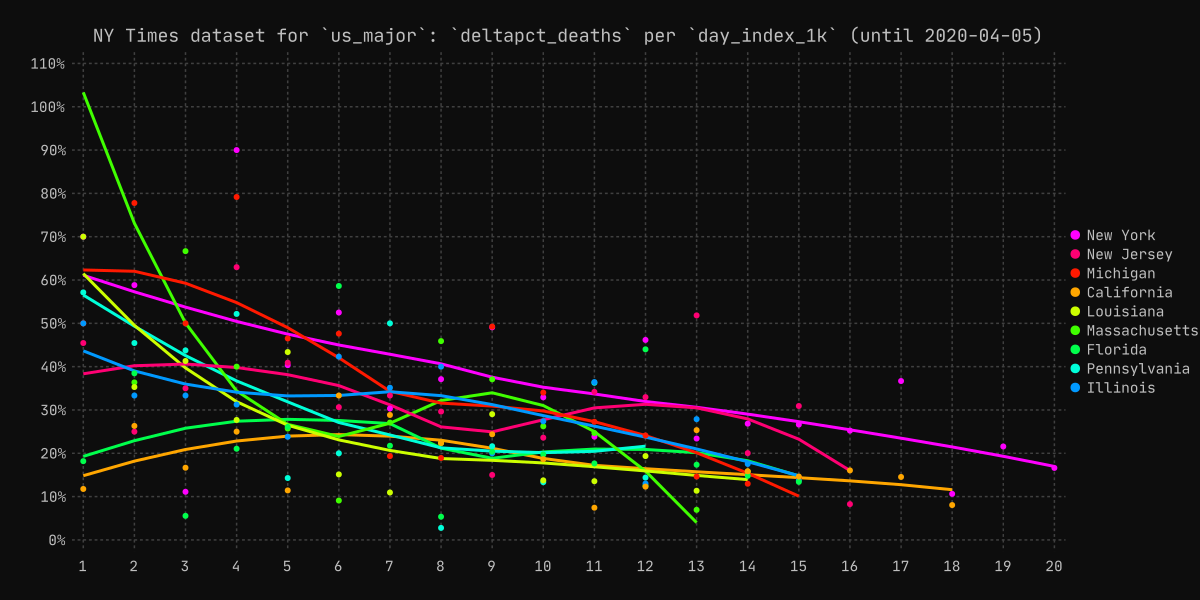 NY Times dataset for `us_major`: `deltapct_deaths` per `day_index_1k` (until 2020-04-05)
110%
100%
90%
80%
70%
60%
50%
40%
30%
20%
10%
0%
1 2 3 4 5 6 7 8 9 10 11 12 13 14 15 16 17 18 19 20
New York
New Jersey
Michigan
California
Louisiana
Massachusetts
Florida
Pennsylvania
Illinois